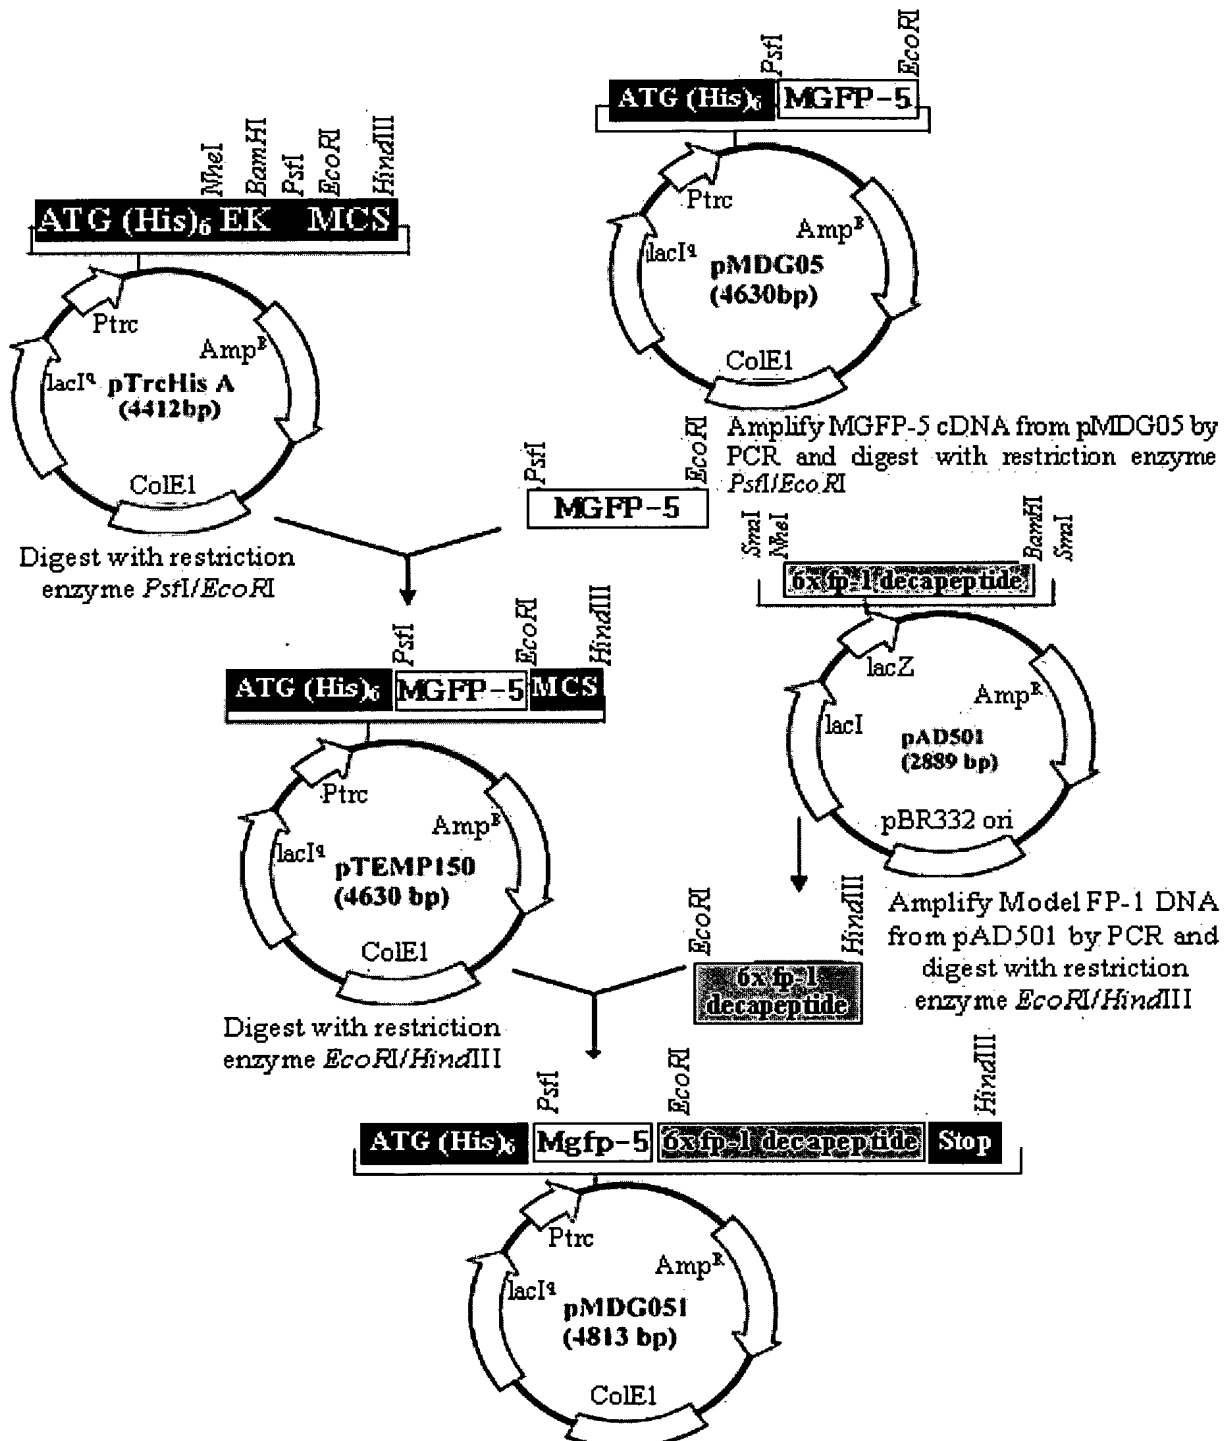 PstI
EcoRI
ATG (His)6 MGFP-5
Ptrc
AmpR
lacIq
pMDG05
(4630bp)
ColE1
NheI
BamHI
PstI
EcoRI
HindIII
ATG (His)6 EK MCS
Ptrc
AmpR
lacIq
pTrcHis A
(4412bp)
ColE1
Digest with restriction
enzyme PstI/EcoRI
Amplify MGFP-5 cDNA from pMDG05 by
PCR and digest with restriction enzyme
PstI/EcoRI
PstI
EcoRI
MGFP-5
SmaI
NheI
BamHI
SmaI
6x fp-1 decapeptide
lacZ
AmpR
lacI
pAD501
(2889 bp)
pBR332 ori
PstI
EcoRI
HindIII
ATG (His)6 MGFP-5 MCS
Ptrc
AmpR
lacIq
pTEMP150
(4630 bp)
ColE1
Digest with restriction
enzyme EcoRI/HindIII
EcoRI
HindIII
6x fp-1
decapeptide
Amplify Model FP-1 DNA
from pAD501 by PCR and
digest with restriction
enzyme EcoRI/HindIII
PstI
EcoRI
HindIII
ATG (His)6 Mgfp-5 6x fp-1 decapeptide Stop
Ptrc
AmpR
lacIq
pMDG051
(4813 bp)
ColE1